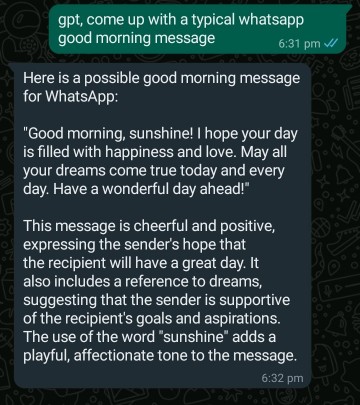 gpt, come up with a typical whatsapp
good morning message
6:31 pm
Here is a possible good morning message
for WhatsApp:
"Good morning, sunshine! I hope your day
is filled with happiness and love. May all
your dreams come true today and every
day. Have a wonderful day ahead!"
This message is cheerful and positive,
expressing the sender's hope that
the recipient will have a great day. It
also includes a reference to dreams,
suggesting that the sender is supportive
of the recipient's goals and aspirations.
The use of the word "sunshine" adds a
playful, affectionate tone to the message.
6:32 pm